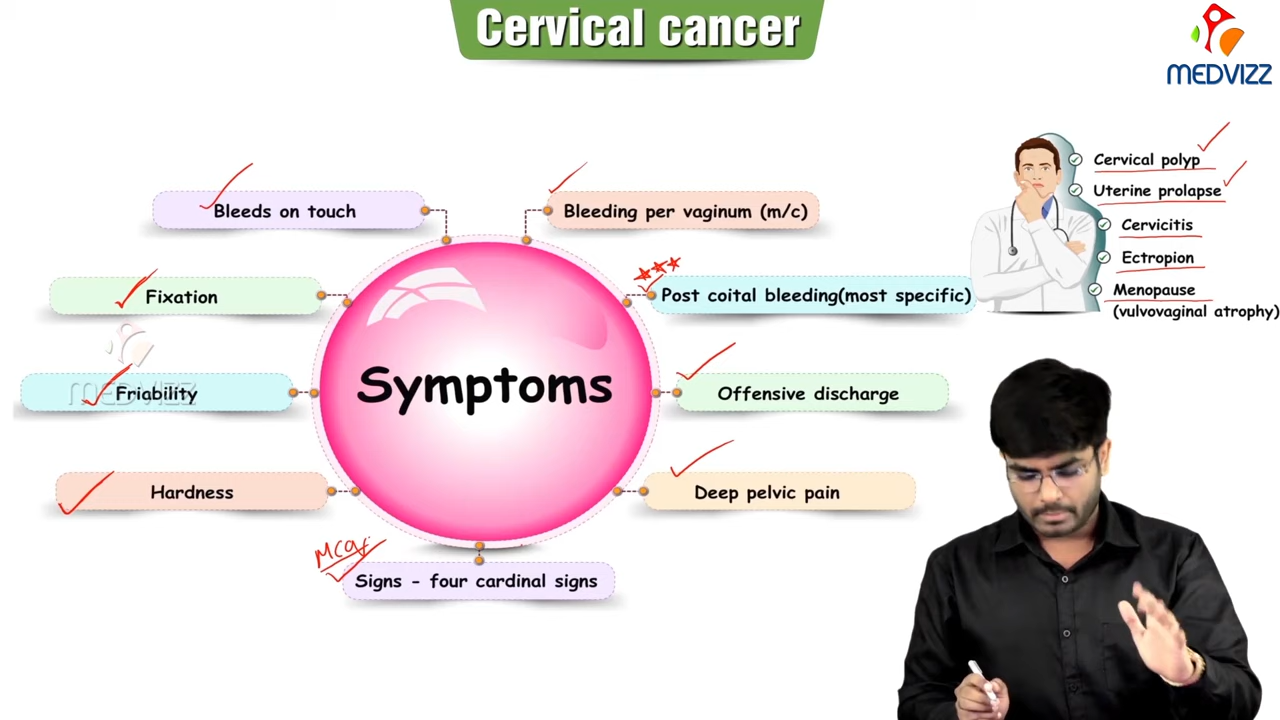 Cervical cancer
MEDVIZZ
Bleeds on touch
Bleeding per vaginum (m/c)
Fixation
Post coital bleeding(most specific)
Friability
MEDVIZZ
Offensive discharge
Symptoms
Hardness
Deep pelvic pain
MCQ
Signs - four cardinal signs
Cervical polyp
Uterine prolapse
Cervicitis
Ectropion
Menopause
(vulvovaginal atrophy)